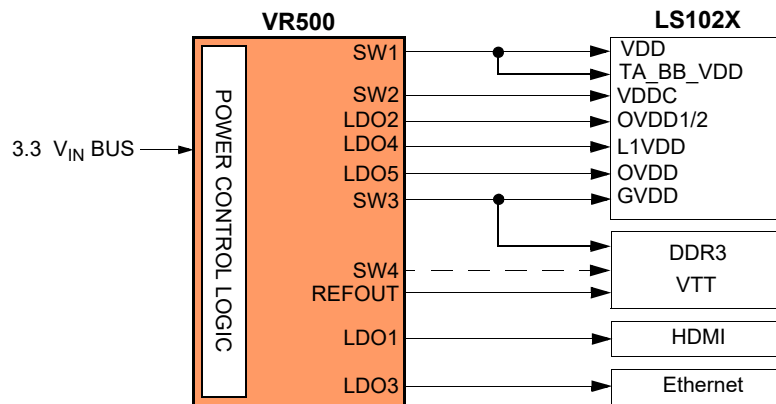 VR500
LS102X
POWER CONTROL LOGIC
3.3 VIN BUS
SW1
VDD
TA_BB_VDD
SW2
VDDC
LDO2
OVDD1/2
LDO4
L1VDD
LDO5
OVDD
SW3
GVDD
DDR3
SW4
VTT
REFOUT
LDO1
HDMI
LDO3
Ethernet